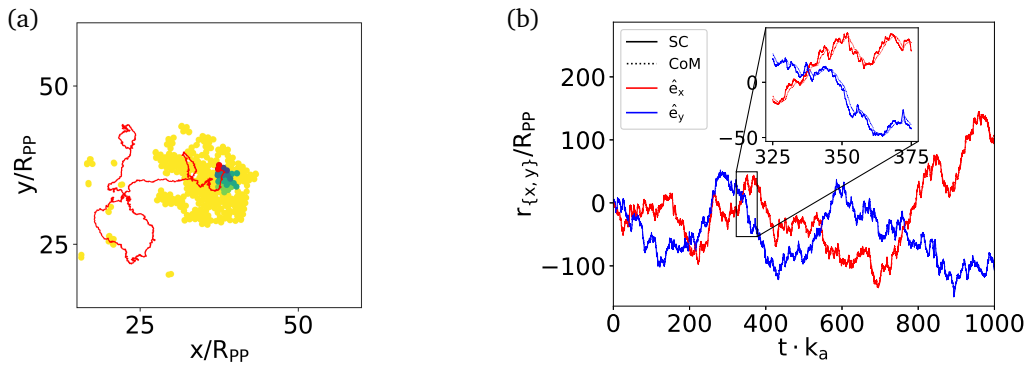 (a)
50
25
y/R_PP
25
50
x/R_PP
(b)
SC
CoM
ê_x
ê_y
0
−50
325
350
375
200
100
0
−100
r_{x, y}/R_PP
0
200
400
600
800
1000
t · k_a